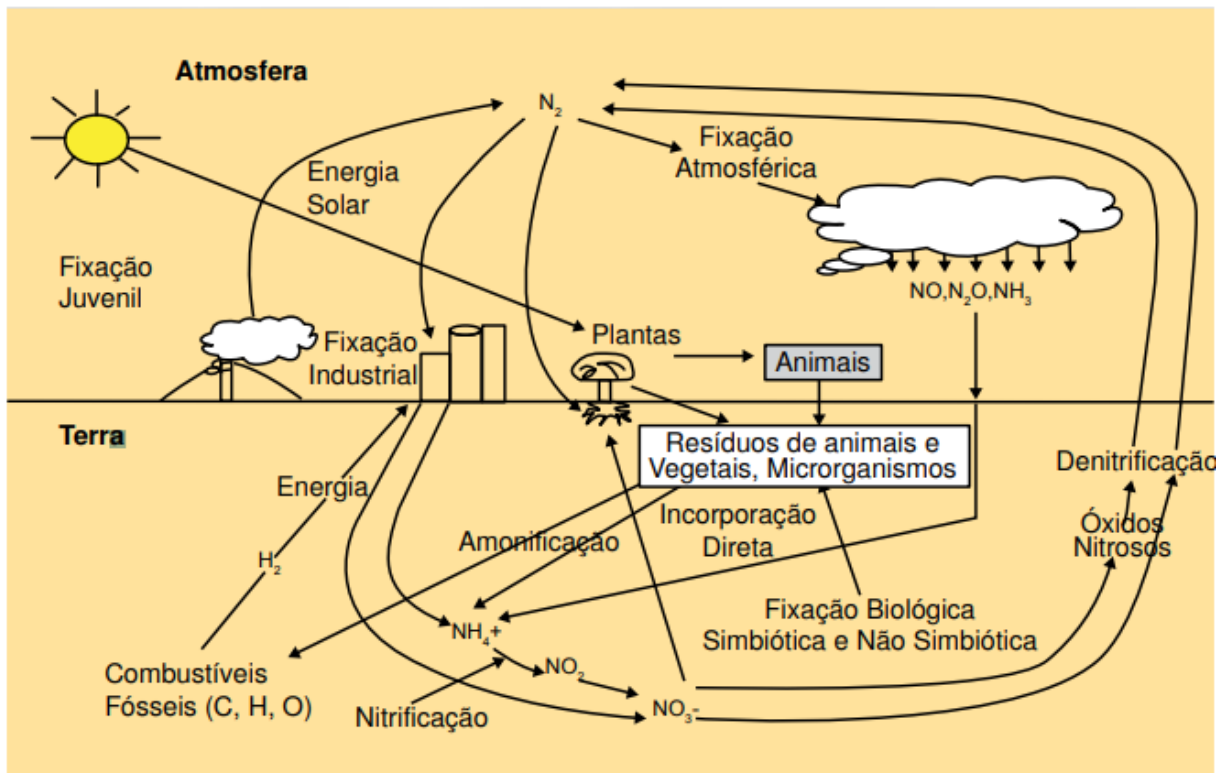 Atmosfera
N₂
Fixação
Atmosférica
Energia
Solar
Fixação
Juvenil
NO,N₂O,NH₃
Fixação
Industrial
Plantas
Animais
Terra
Resíduos de animais e
Vegetais, Microrganismos
Denitrificação
Energia
Incorporação
Direta
Amonificação
Óxidos
Nitrosos
H₂
Fixação Biológica
Simbiótica e Não Simbiótica
NH₄+
NO₂
Combustíveis
Fósseis (C, H, O)
Nitrificação
NO₃-